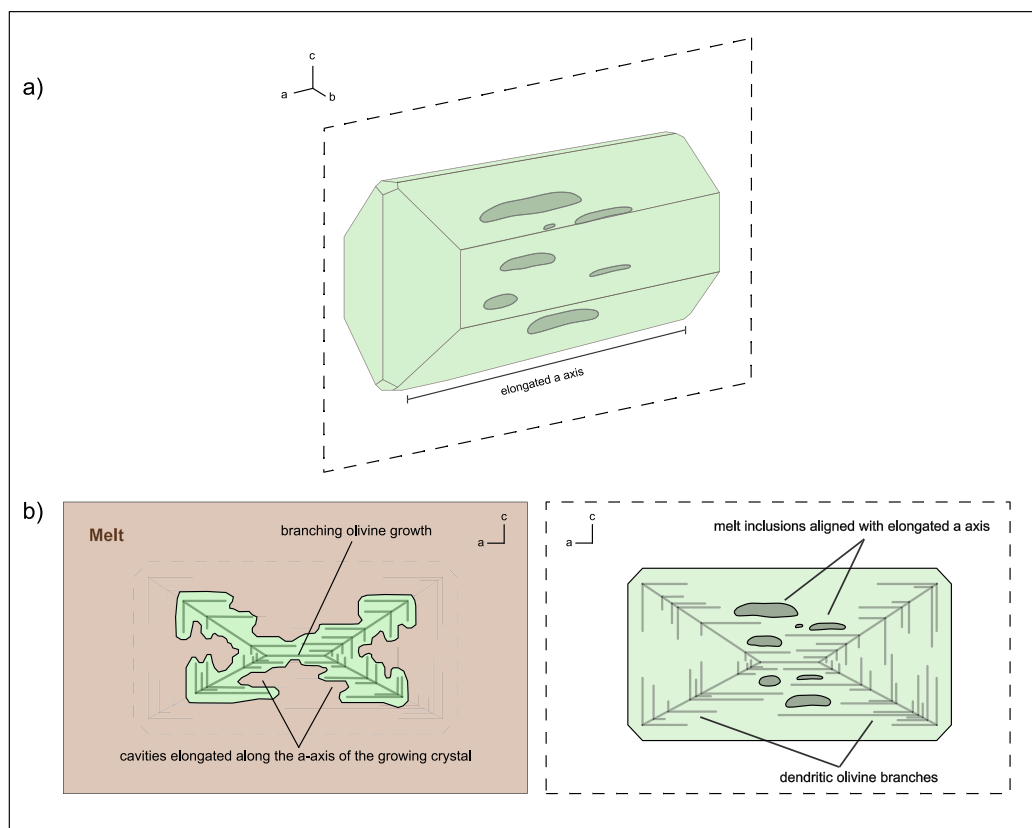 a)
c
a
b
elongated a axis
b)
Melt
branching olivine growth
c
a
cavities elongated along the a-axis of the growing crystal
c
a
melt inclusions aligned with elongated a axis
dendritic olivine branches